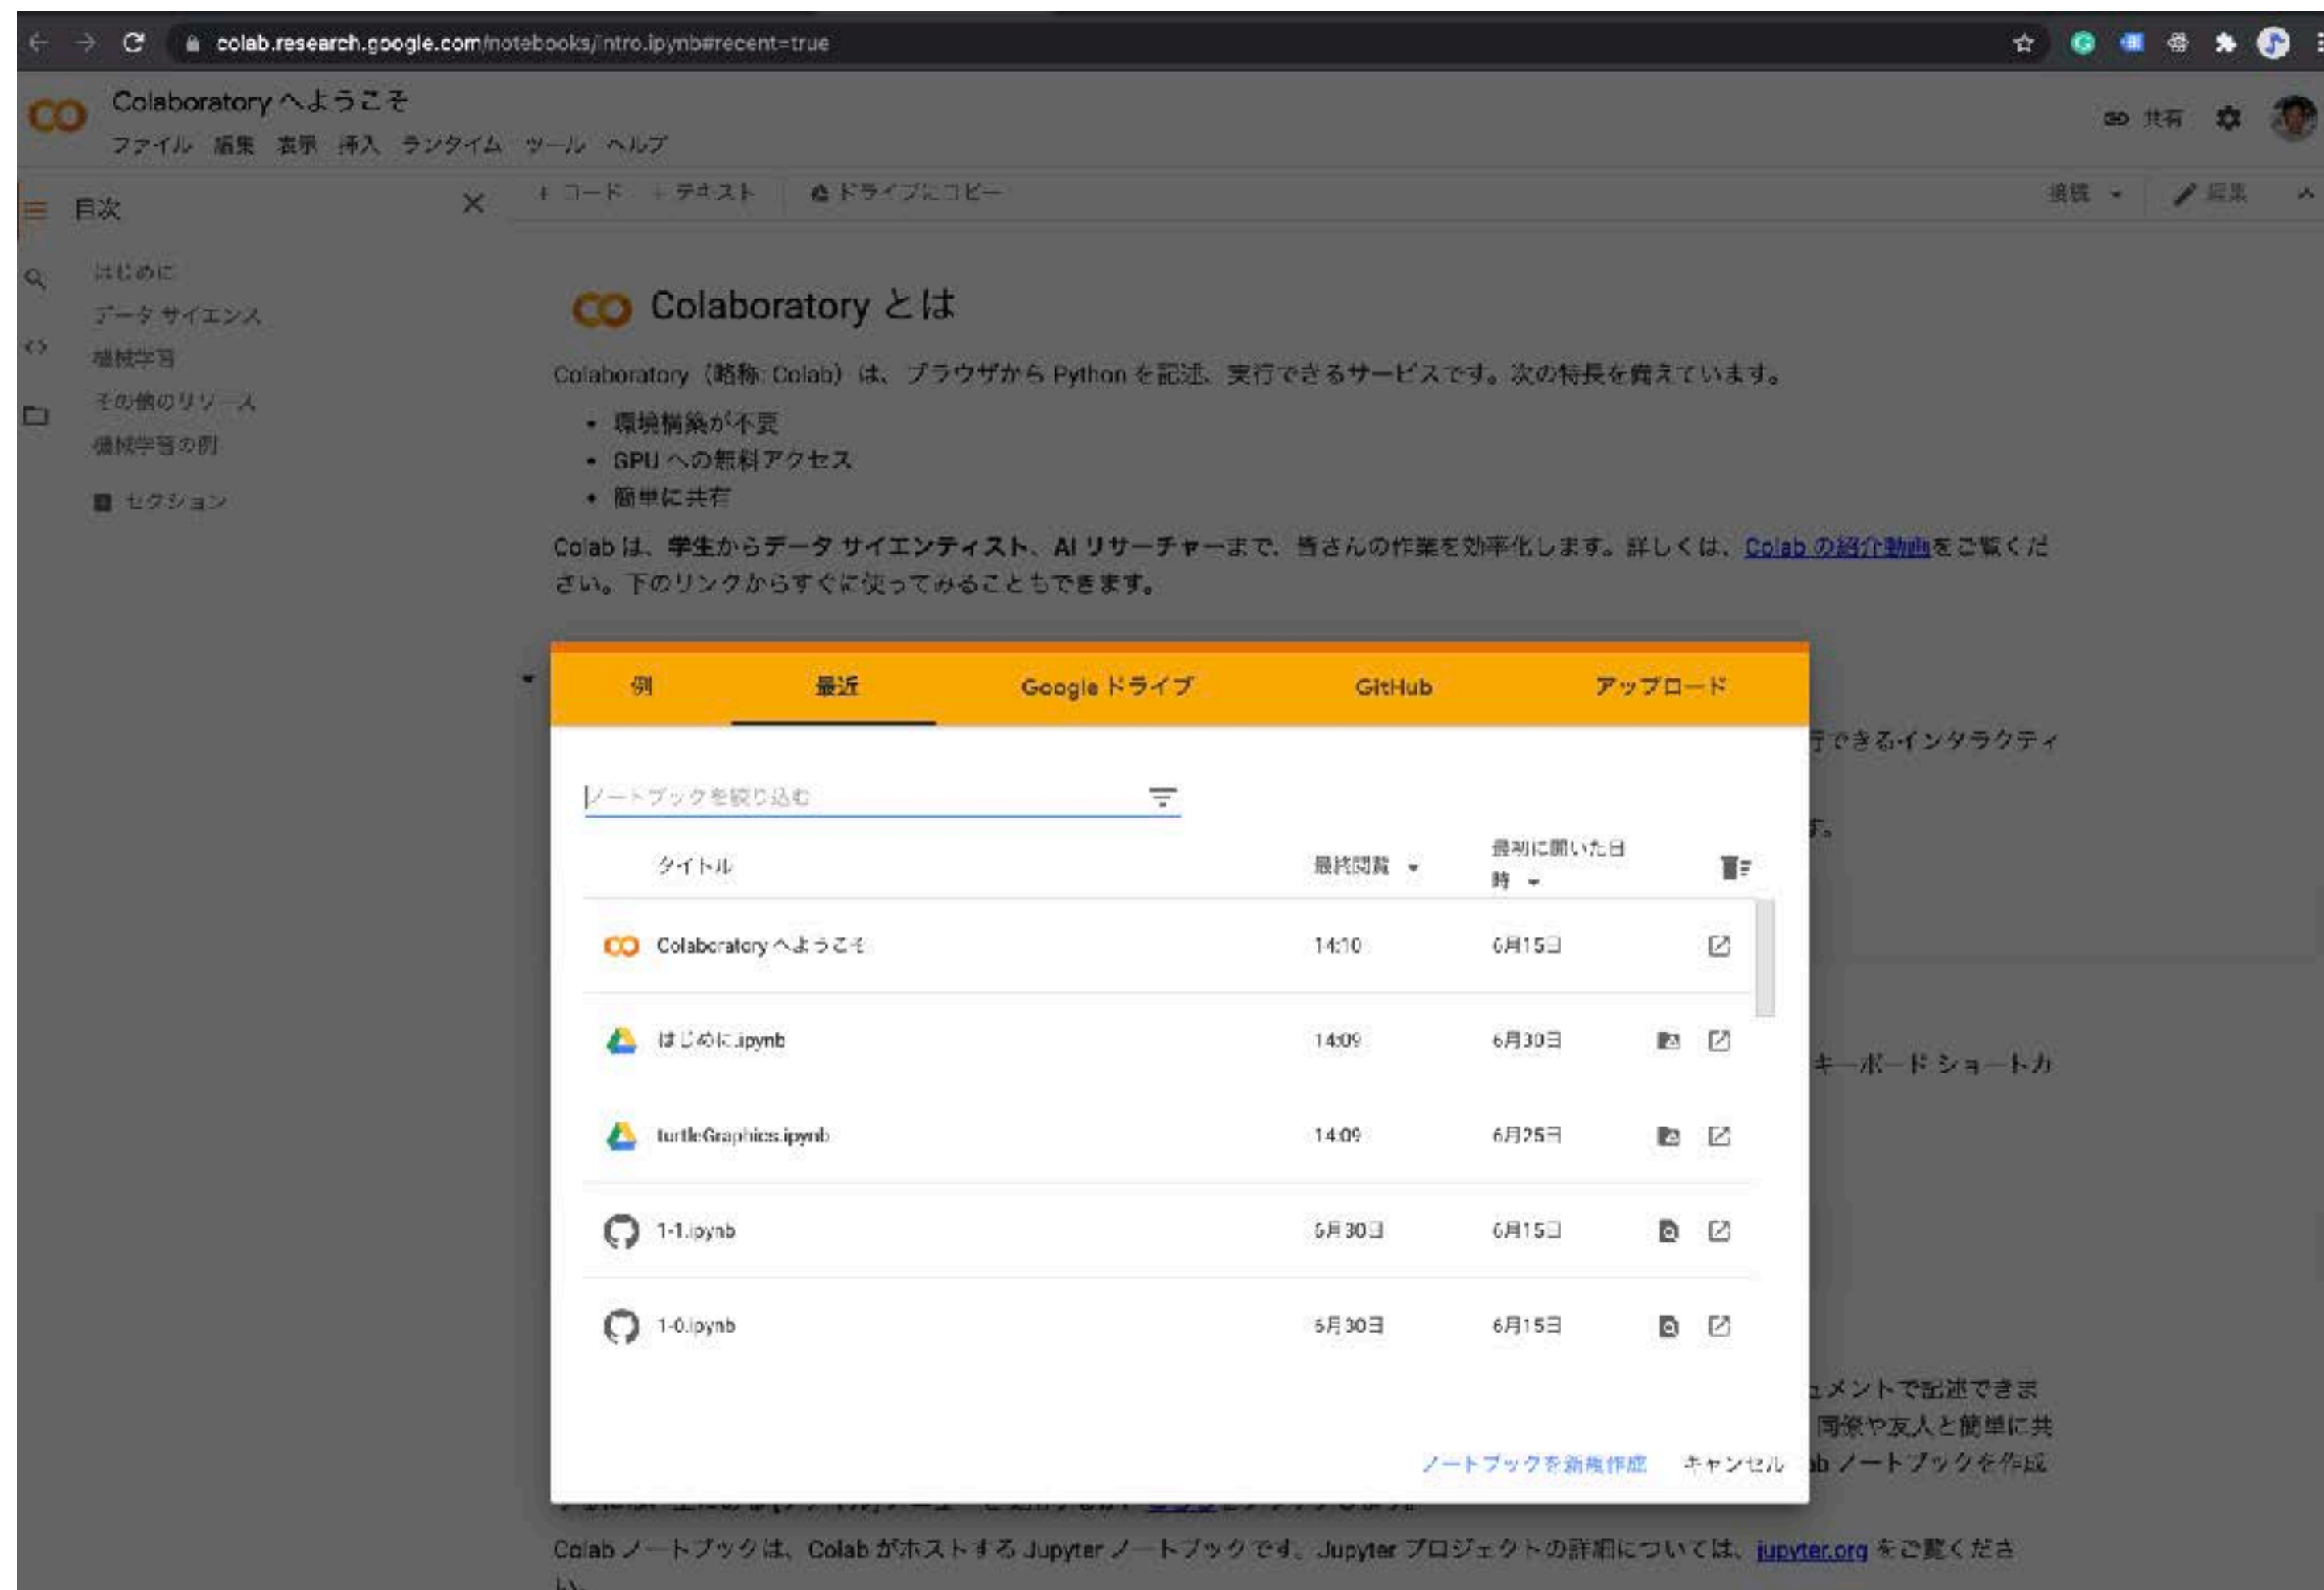 colab.research.google.com/notebooks/intro.ipynb#recent=true
Colaboratory へようこそ
ファイル 編集 表示 挿入 ランタイム ツール ヘルプ
共有
目次
+ コード + テキスト ドライブにコピー
接続 編集
はじめに
データ サイエンス
機械学習
その他のリソース
機械学習の例
セクション
Colaboratory とは
Colaboratory（略称: Colab）は、ブラウザから Python を記述、実行できるサービスです。次の特長を備えています。
• 環境構築が不要
• GPU への無料アクセス
• 簡単に共有
Colab は、学生からデータ サイエンティスト、AI リサーチャーまで、皆さんの作業を効率化します。詳しくは、Colab の紹介動画をご覧くだ
さい。下のリンクからすぐに使ってみることもできます。
例 最近 Google ドライブ GitHub アップロード
行できるインタラクティ
ノートブックを絞り込む
す。
タイトル 最終閲覧 最初に開いた日
時
Colaboratory へようこそ 14:10 6月15日
はじめに.ipynb 14:09 6月30日
キーボード ショートカ
turtleGraphics.ipynb 14:09 6月25日
1-1.ipynb 6月30日 6月15日
1-0.ipynb 6月30日 6月15日
ュメントで記述できま
同僚や友人と簡単に共
ノートブックを新規作成 キャンセル
ab ノートブックを作成
Colab ノートブックは、Colab がホストする Jupyter ノートブックです。Jupyter プロジェクトの詳細については、jupyter.org をご覧くださ